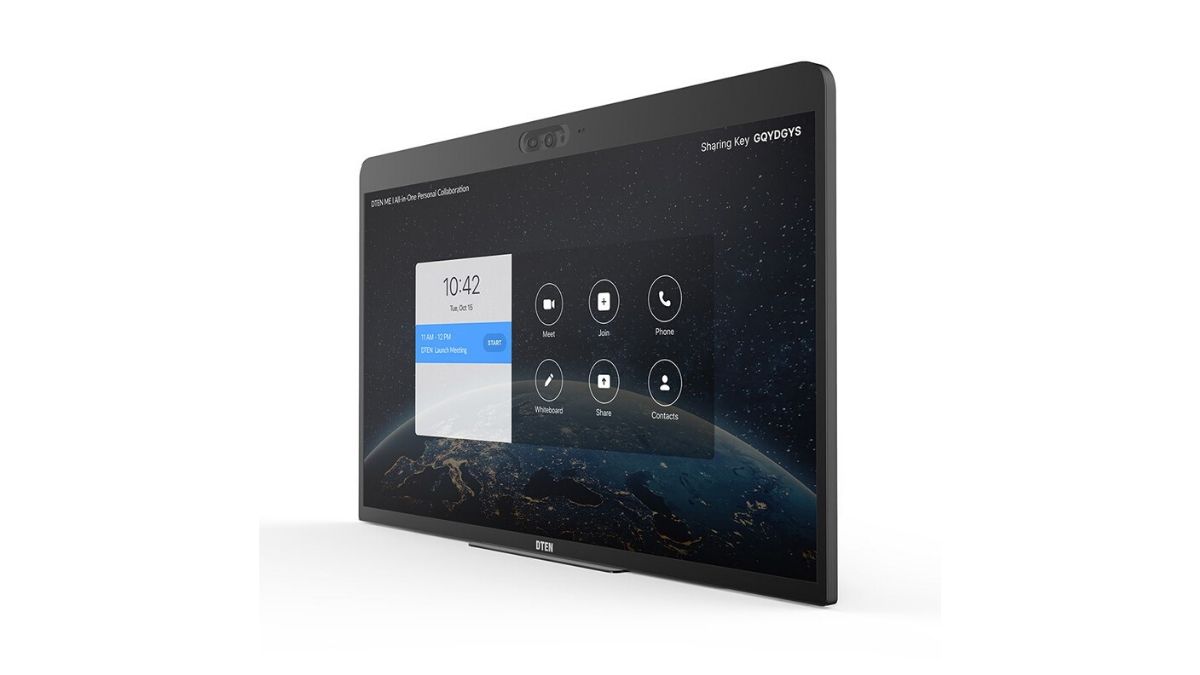 Sharing Key GQYDGYS
DTEN ME | All-in-One Personal Collaboration
10:42
Tue, Oct 15
11 AM - 12 PM
DTEN Launch Meeting
START
Meet
Join
Phone
Whiteboard
Share
Contacts
DTEN